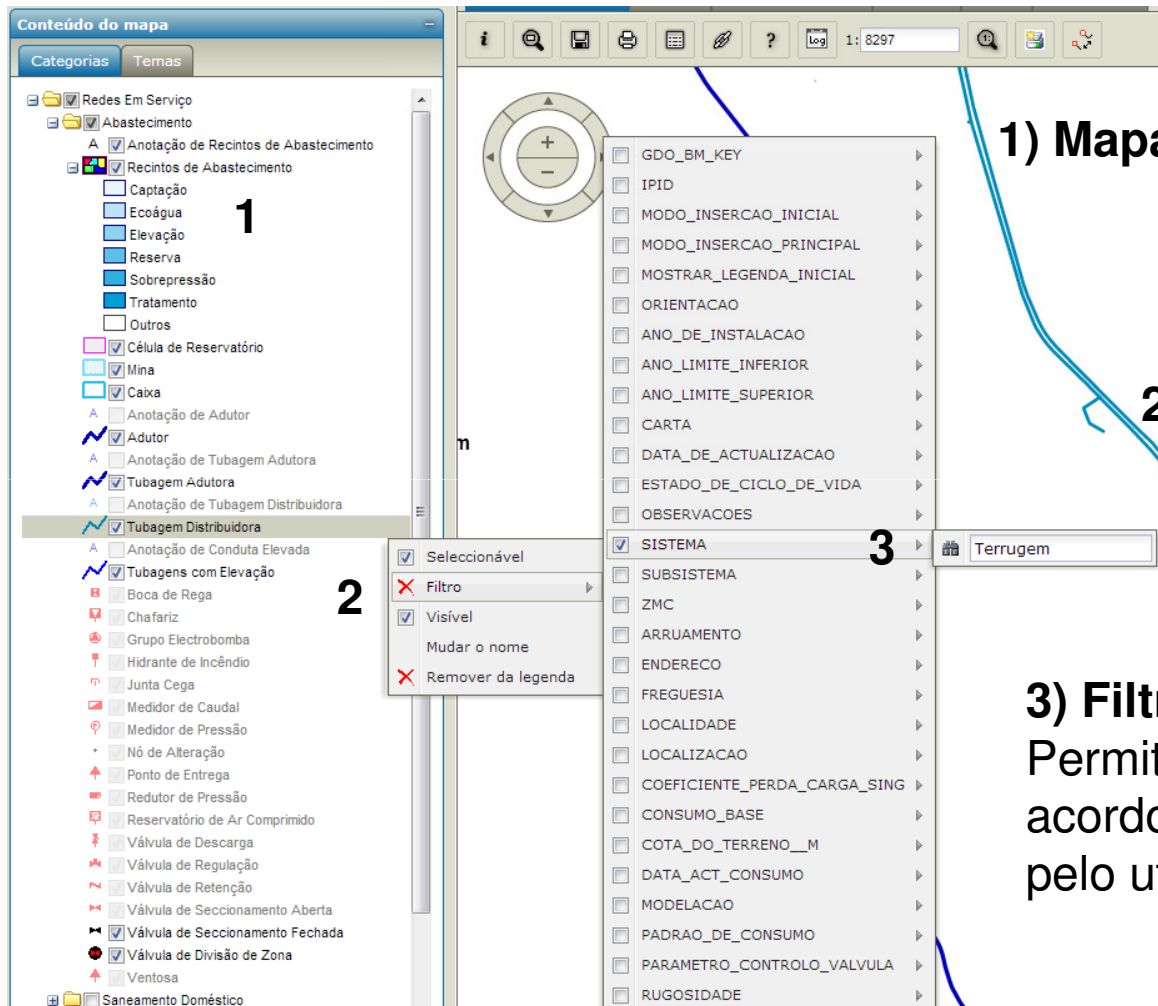 Conteúdo do mapa
Categorias Temas
Redes Em Serviço
Abastecimento
A Anotação de Recintos de Abastecimento
Recintos de Abastecimento
Captação
Ecoágua
1
Elevação
Reserva
Sobrepressão
Tratamento
Outros
Célula de Reservatório
Mina
Caixa
A Anotação de Adutor
Adutor
A Anotação de Tubagem Adutora
Tubagem Adutora
A Anotação de Tubagem Distribuidora
Tubagem Distribuidora
A Anotação de Conduta Elevada
Tubagens com Elevação
Boca de Rega
Chafariz
Grupo Electrobomba
Hidrante de Incêndio
Junta Cega
Medidor de Caudal
Medidor de Pressão
Nó de Alteração
Ponto de Entrega
Redutor de Pressão
Reservatório de Ar Comprimido
Válvula de Descarga
Válvula de Regulação
Válvula de Retenção
Válvula de Seccionamento Aberta
Válvula de Seccionamento Fechada
Válvula de Divisão de Zona
Ventosa
Saneamento Doméstico
2
Seleccionável
Filtro
Visível
Mudar o nome
Remover da legenda
i ? Log 1: 8297
m
GDO_BM_KEY
IPID
MODO_INSERCAO_INICIAL
MODO_INSERCAO_PRINCIPAL
MOSTRAR_LEGENDA_INICIAL
ORIENTACAO
ANO_DE_INSTALACAO
ANO_LIMITE_INFERIOR
ANO_LIMITE_SUPERIOR
CARTA
DATA_DE_ACTUALIZACAO
ESTADO_DE_CICLO_DE_VIDA
OBSERVACOES
SISTEMA 3 Terrugem
SUBSISTEMA
ZMC
ARRUAMENTO
ENDERECO
FREGUESIA
LOCALIDADE
LOCALIZACAO
COEFICIENTE_PERDA_CARGA_SING
CONSUMO_BASE
COTA_DO_TERRENO__M
DATA_ACT_CONSUMO
MODELACAO
PADRAO_DE_CONSUMO
PARAMETRO_CONTROLO_VALVULA
RUGOSIDADE
1) Mapa
2
3) Filtr
Permit
acordo
pelo ut